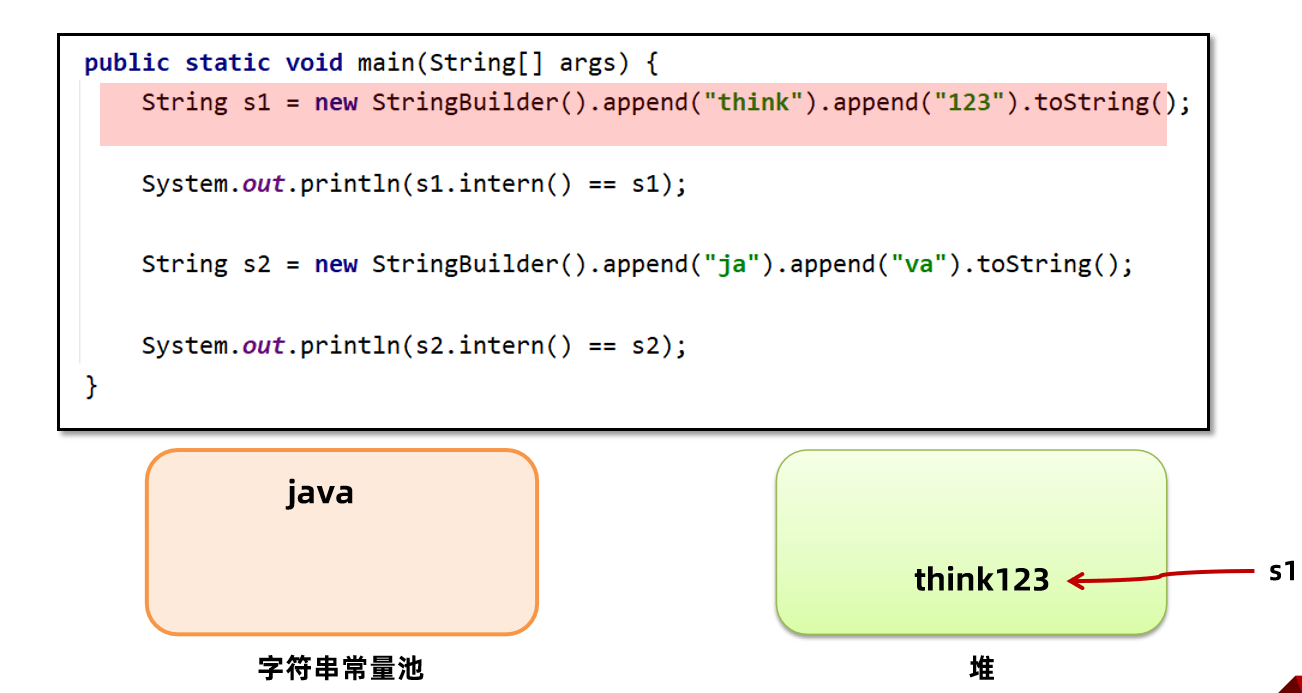 public static void main(String[] args) {
String s1 = new StringBuilder().append("think").append("123").toString();
System.out.println(s1.intern() == s1);
String s2 = new StringBuilder().append("ja").append("va").toString();
System.out.println(s2.intern() == s2);
}
java
think123
s1
字符串常量池
堆